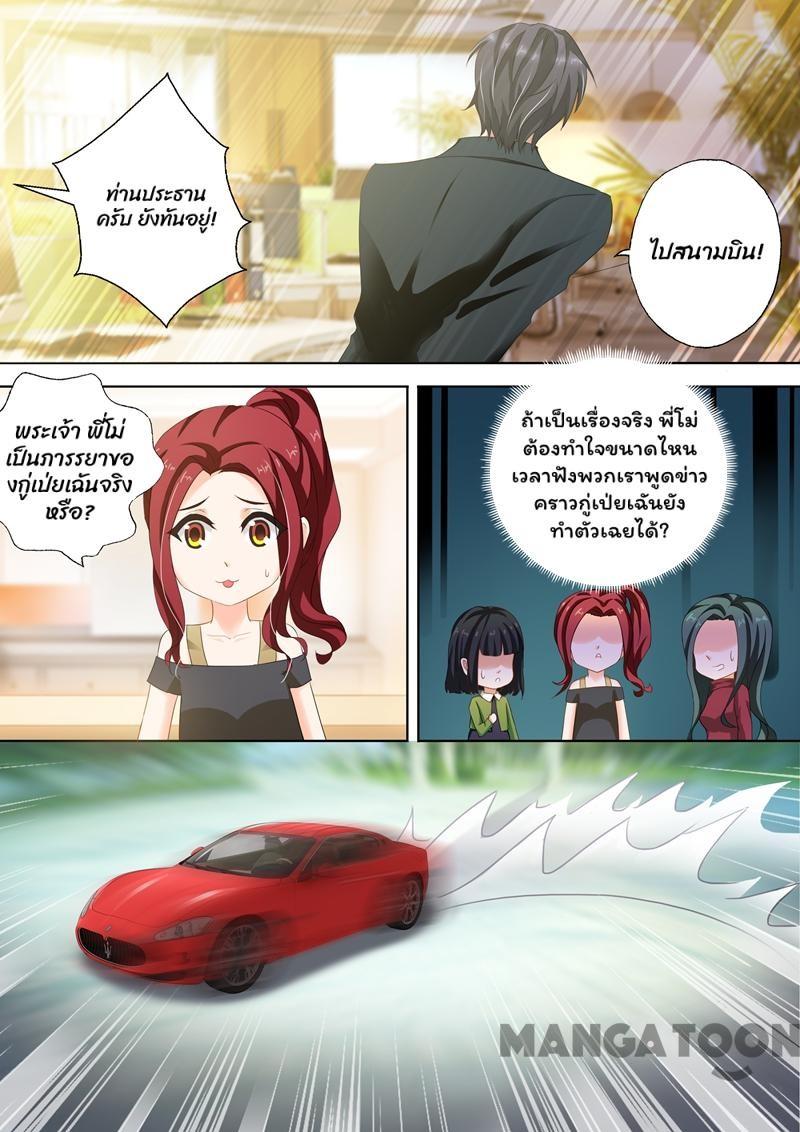 ท่านประธาน
ครับ ยังทันอยู่!
ไปสนามบิน!
พระเจ้า พี่โม่
เป็นภารรยาขอ
งกู่เป่ยเฉินจริง
หรือ?
ถ้าเป็นเรื่องจริง พี่โม่
ต้องทำใจขนาดไหน
เวลาฟังพวกเราพูดข่าว
คราวกู่เป่ยเฉินยัง
ทำตัวเฉยได้?
MANGATOON